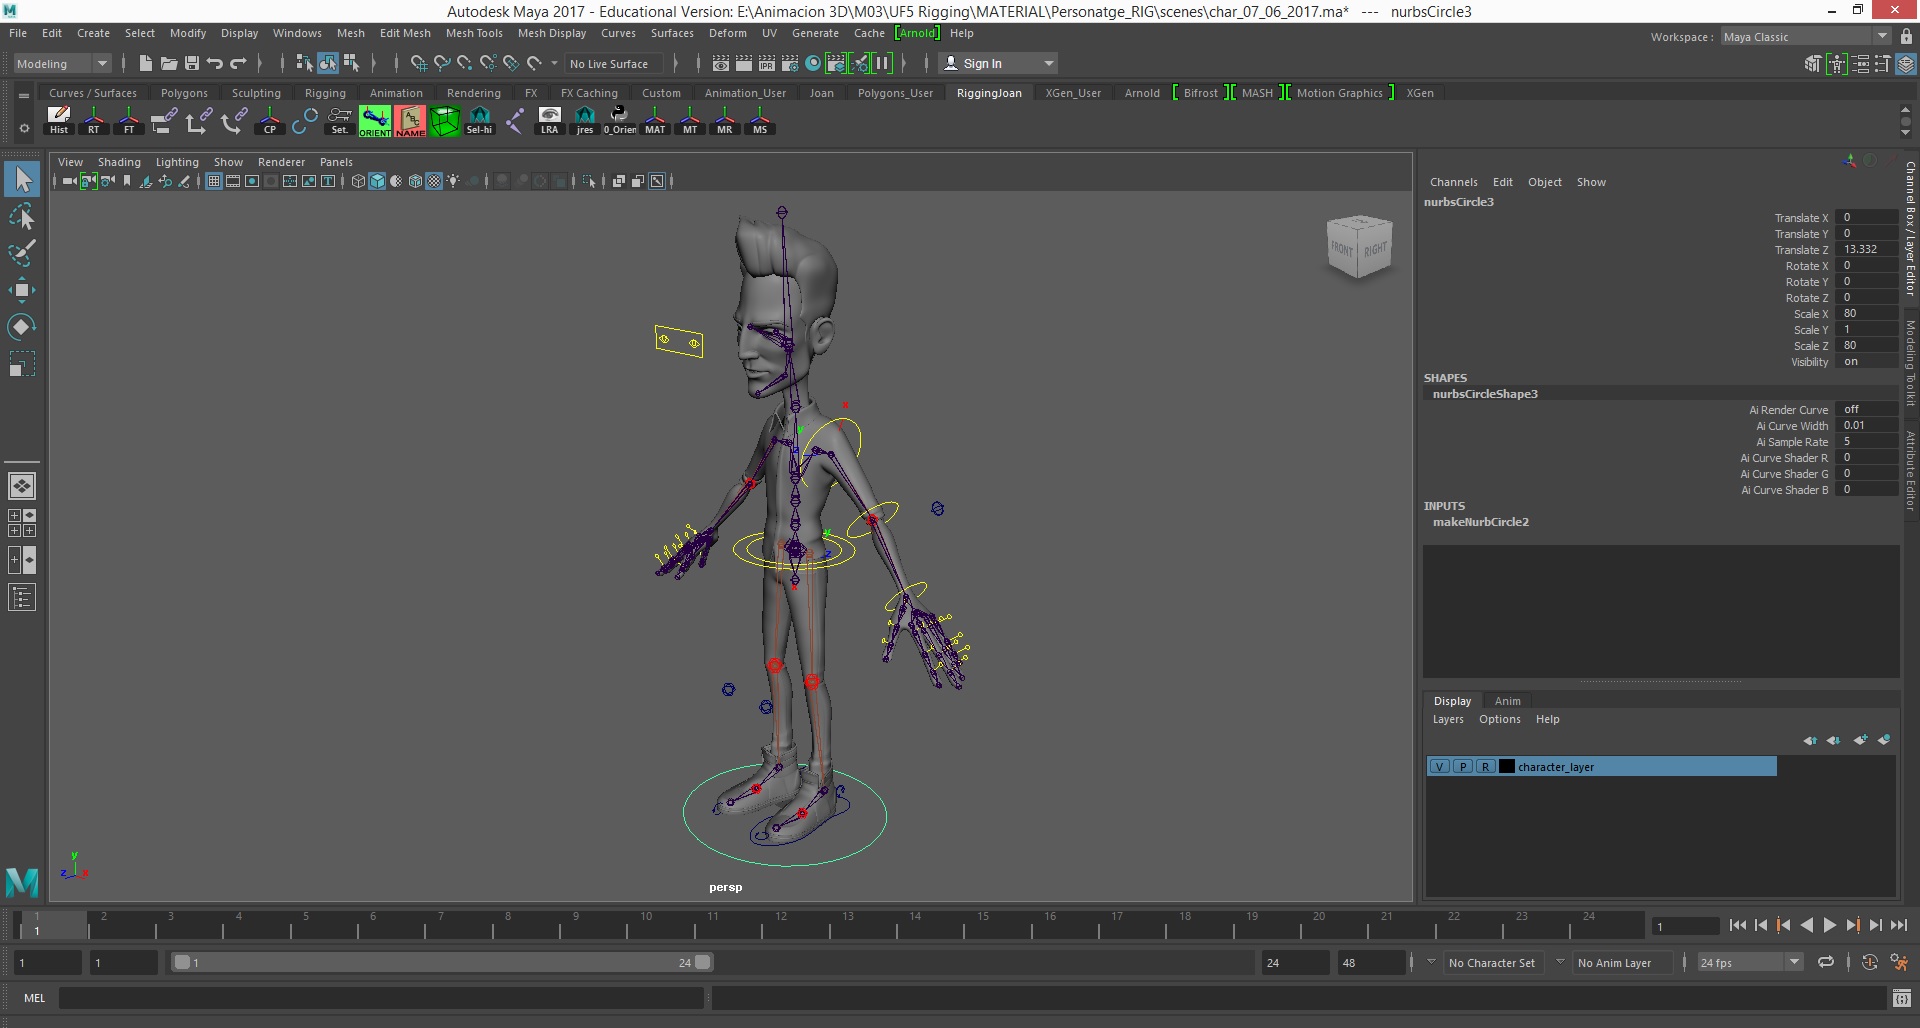 Autodesk Maya 2017 - Educational Version: E:\Animacion 3D\M03\UF5 Rigging\MATERIAL\Personatge_RIG\scenes\char_07_06_2017.ma* --- nurbsCircle3
File Edit Create Select Modify Display Windows Mesh Edit Mesh Mesh Tools Mesh Display Curves Surfaces Deform UV Generate Cache [Arnold] Help
Workspace : Maya Classic
Modeling No Live Surface Sign In
Curves / Surfaces Polygons Sculpting Rigging Animation Rendering FX FX Caching Custom Animation_User Joan Polygons_User RiggingJoan XGen_User Arnold [ Bifrost ] [ MASH ] [ Motion Graphics ] XGen
Hist RT FT CP Set. ORIENT NAME Sel-hi LRA jres 0_Orien MAT MT MR MS
View Shading Lighting Show Renderer Panels
Channels Edit Object Show
nurbsCircle3
Translate X 0
Translate Y 0
Translate Z 13.332
Rotate X 0
Rotate Y 0
Rotate Z 0
Scale X 80
Scale Y 1
Scale Z 80
Visibility on
SHAPES
nurbsCircleShape3
Ai Render Curve off
Ai Curve Width 0.01
Ai Sample Rate 5
Ai Curve Shader R 0
Ai Curve Shader G 0
Ai Curve Shader B 0
INPUTS
makeNurbCircle2
Display Anim
Layers Options Help
V P R character_layer
Channel Box / Layer Editor
Modeling Toolkit
Attribute Editor
FRONT RIGHT
x
y
y
z
x
y
z x
persp
1 2 3 4 5 6 7 8 9 10 11 12 13 14 15 16 17 18 19 20 21 22 23 24
1 1
1 1 1 24 24 48 No Character Set No Anim Layer 24 fps
MEL